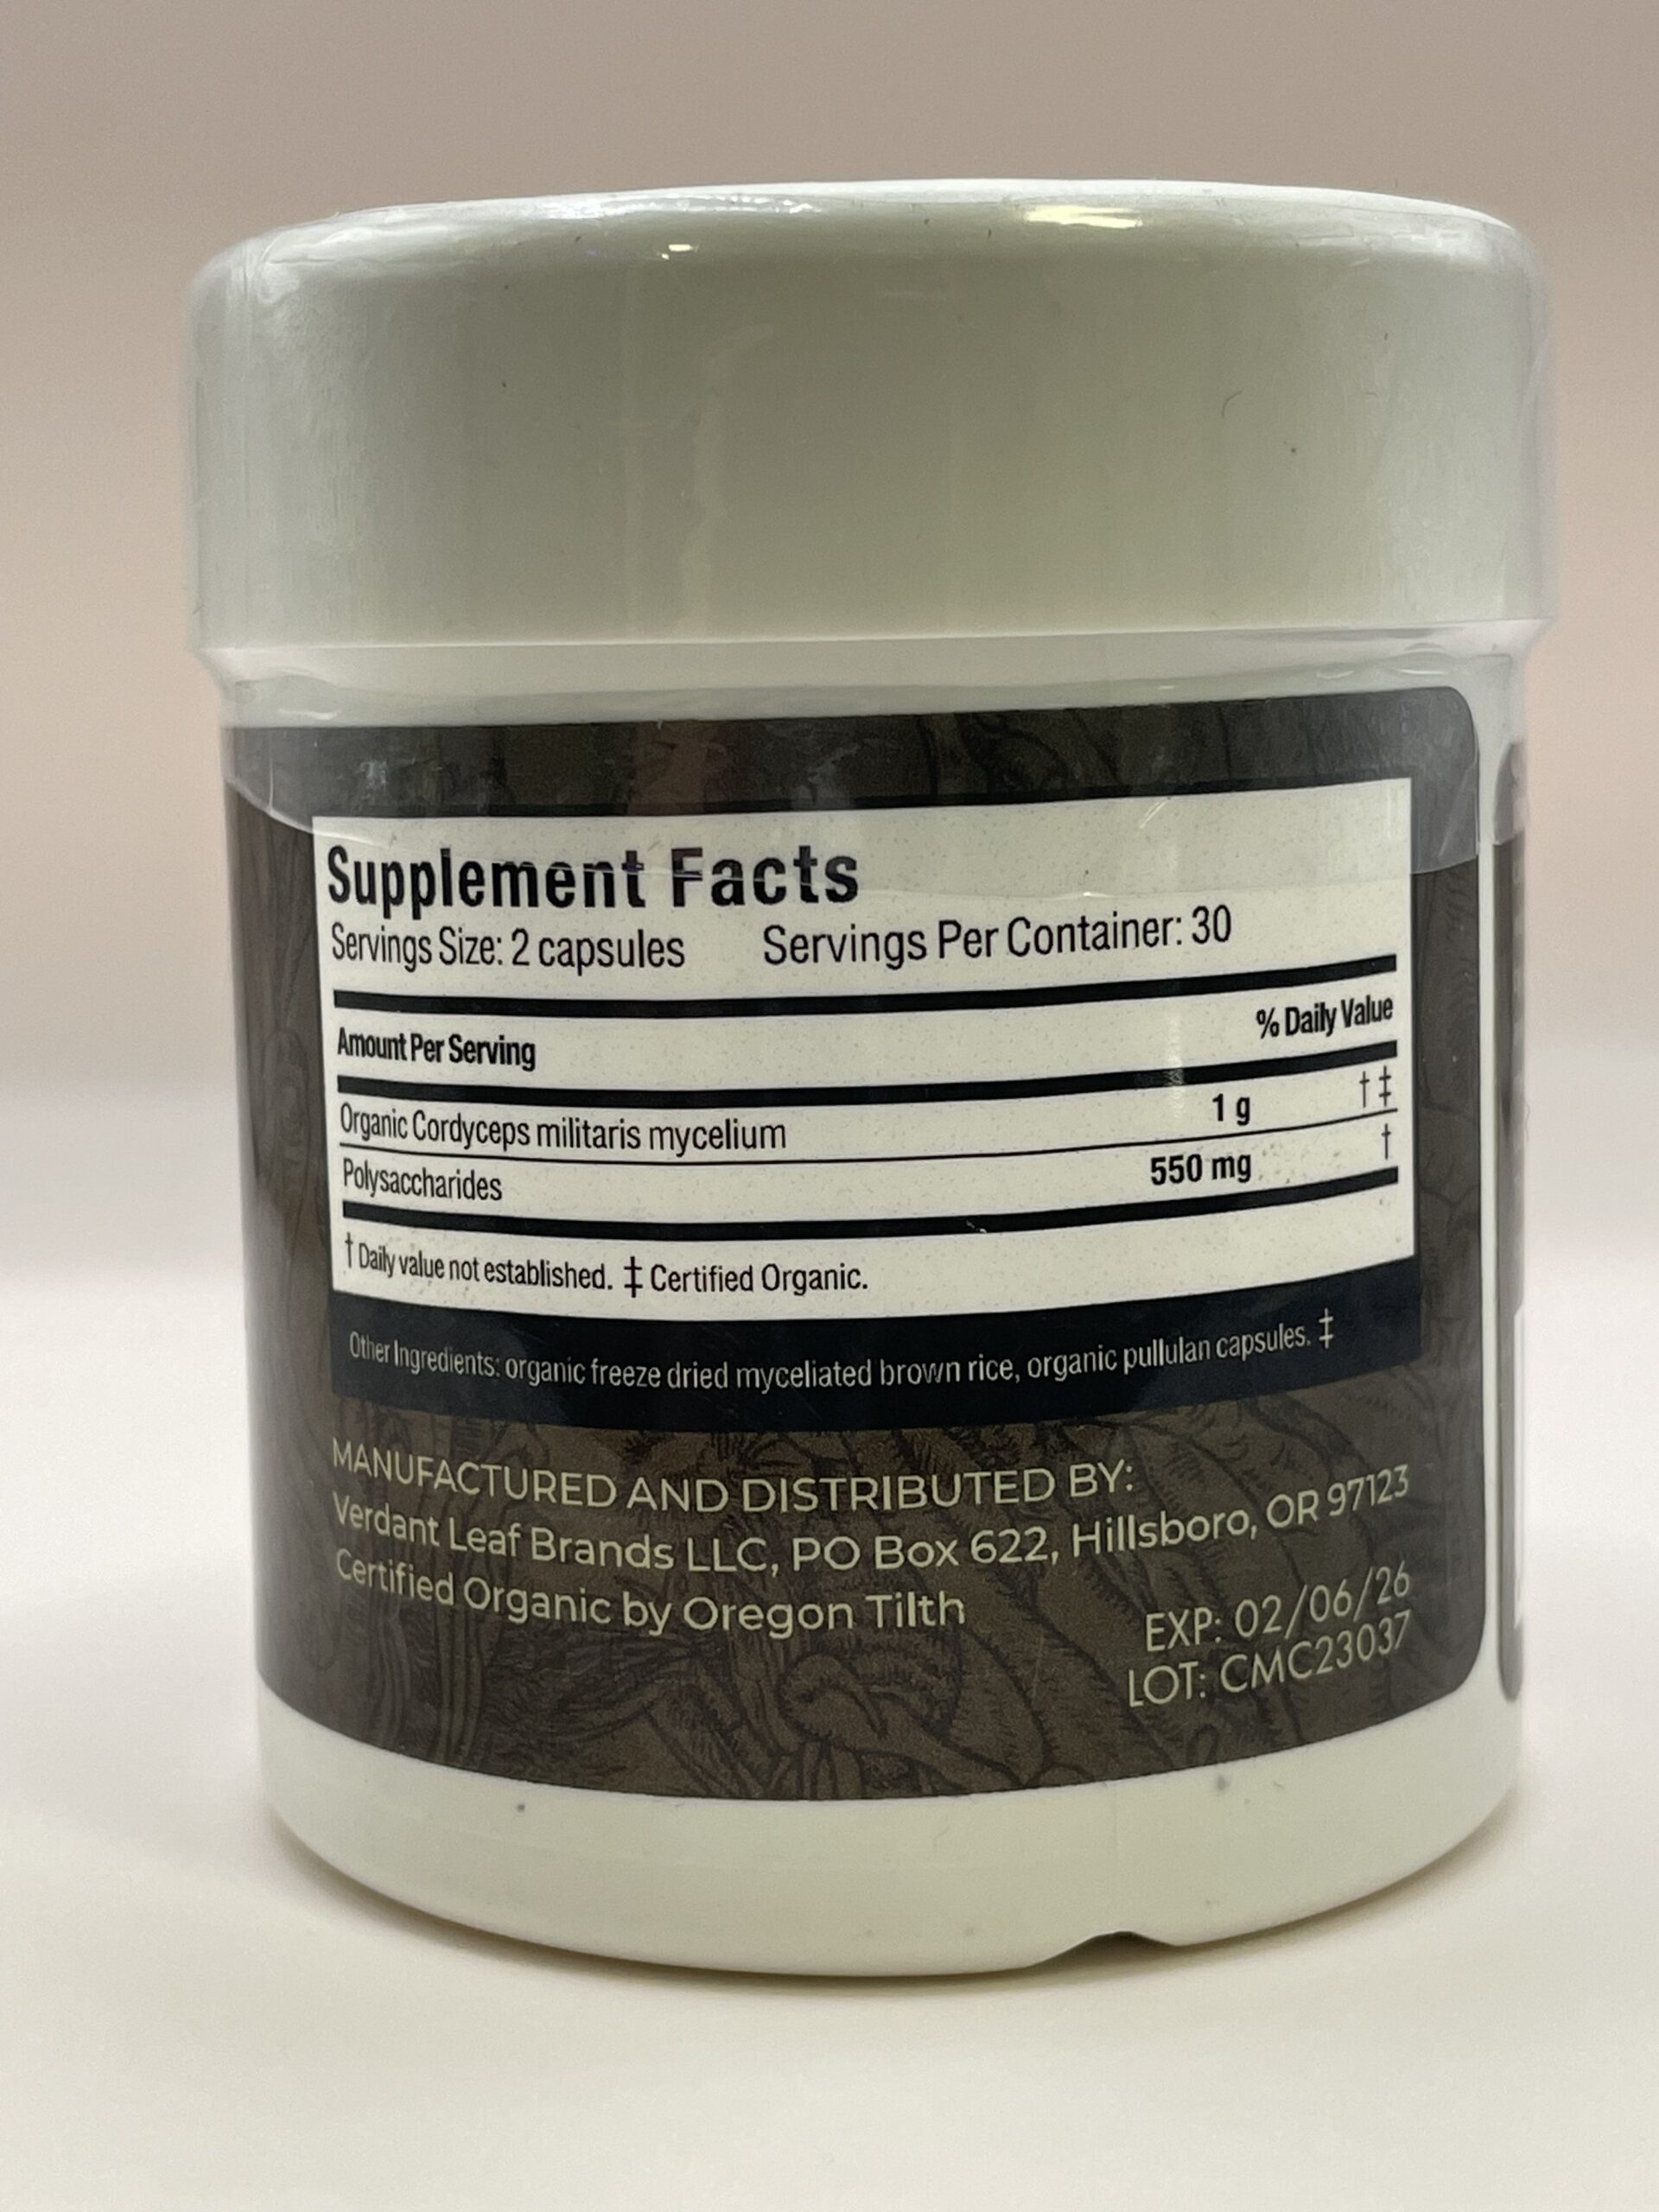 Supplement Facts
Servings Size: 2 capsules Servings Per Container: 30
% Daily Value
Amount Per Serving
Organic Cordyceps militaris mycelium 1 g † ‡
Polysaccharides 550 mg †
† Daily value not established. ‡ Certified Organic.
Other Ingredients: organic freeze dried myceliated brown rice, organic pullulan capsules. ‡
MANUFACTURED AND DISTRIBUTED BY:
Verdant Leaf Brands LLC, PO Box 622, Hillsboro, OR 97123
Certified Organic by Oregon Tilth
EXP: 02/06/26
LOT: CMC23037